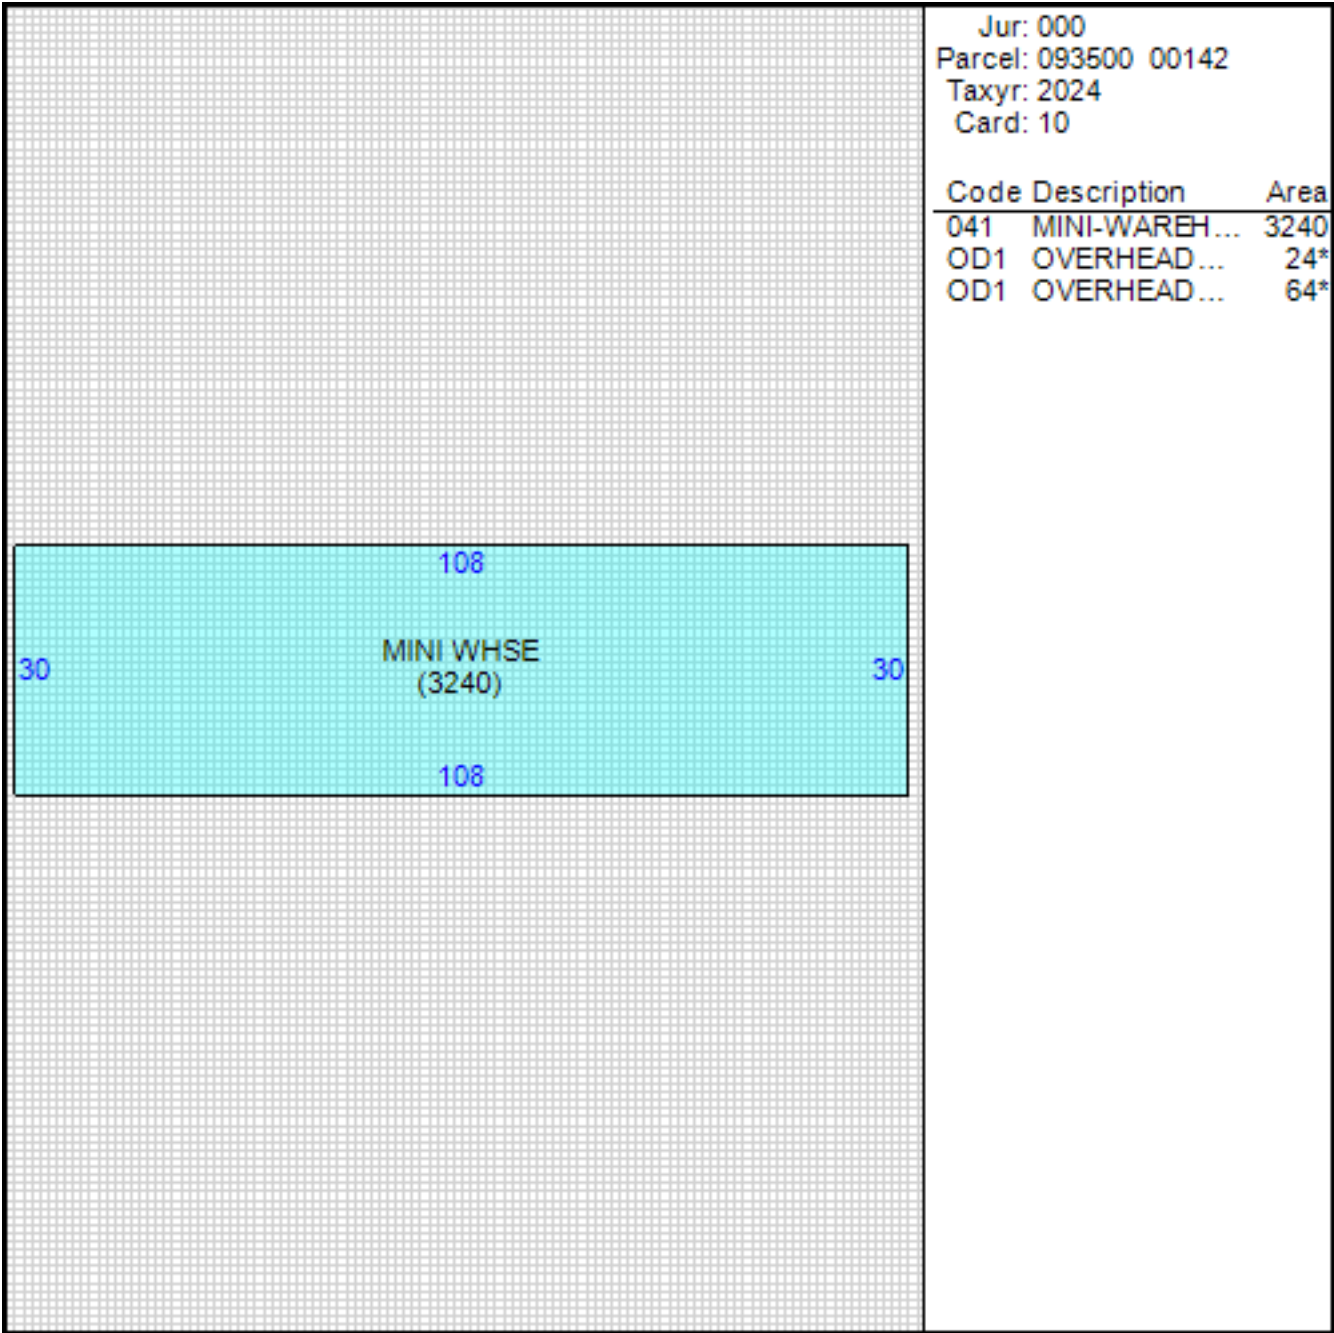 Jur: 000
Parcel: 093500 00142
Taxyr: 2024
Card: 10
Code Description Area
041 MINI-WAREH... 3240
OD1 OVERHEAD... 24*
OD1 OVERHEAD... 64*
108
MINI WHSE
30 30
(3240)
108